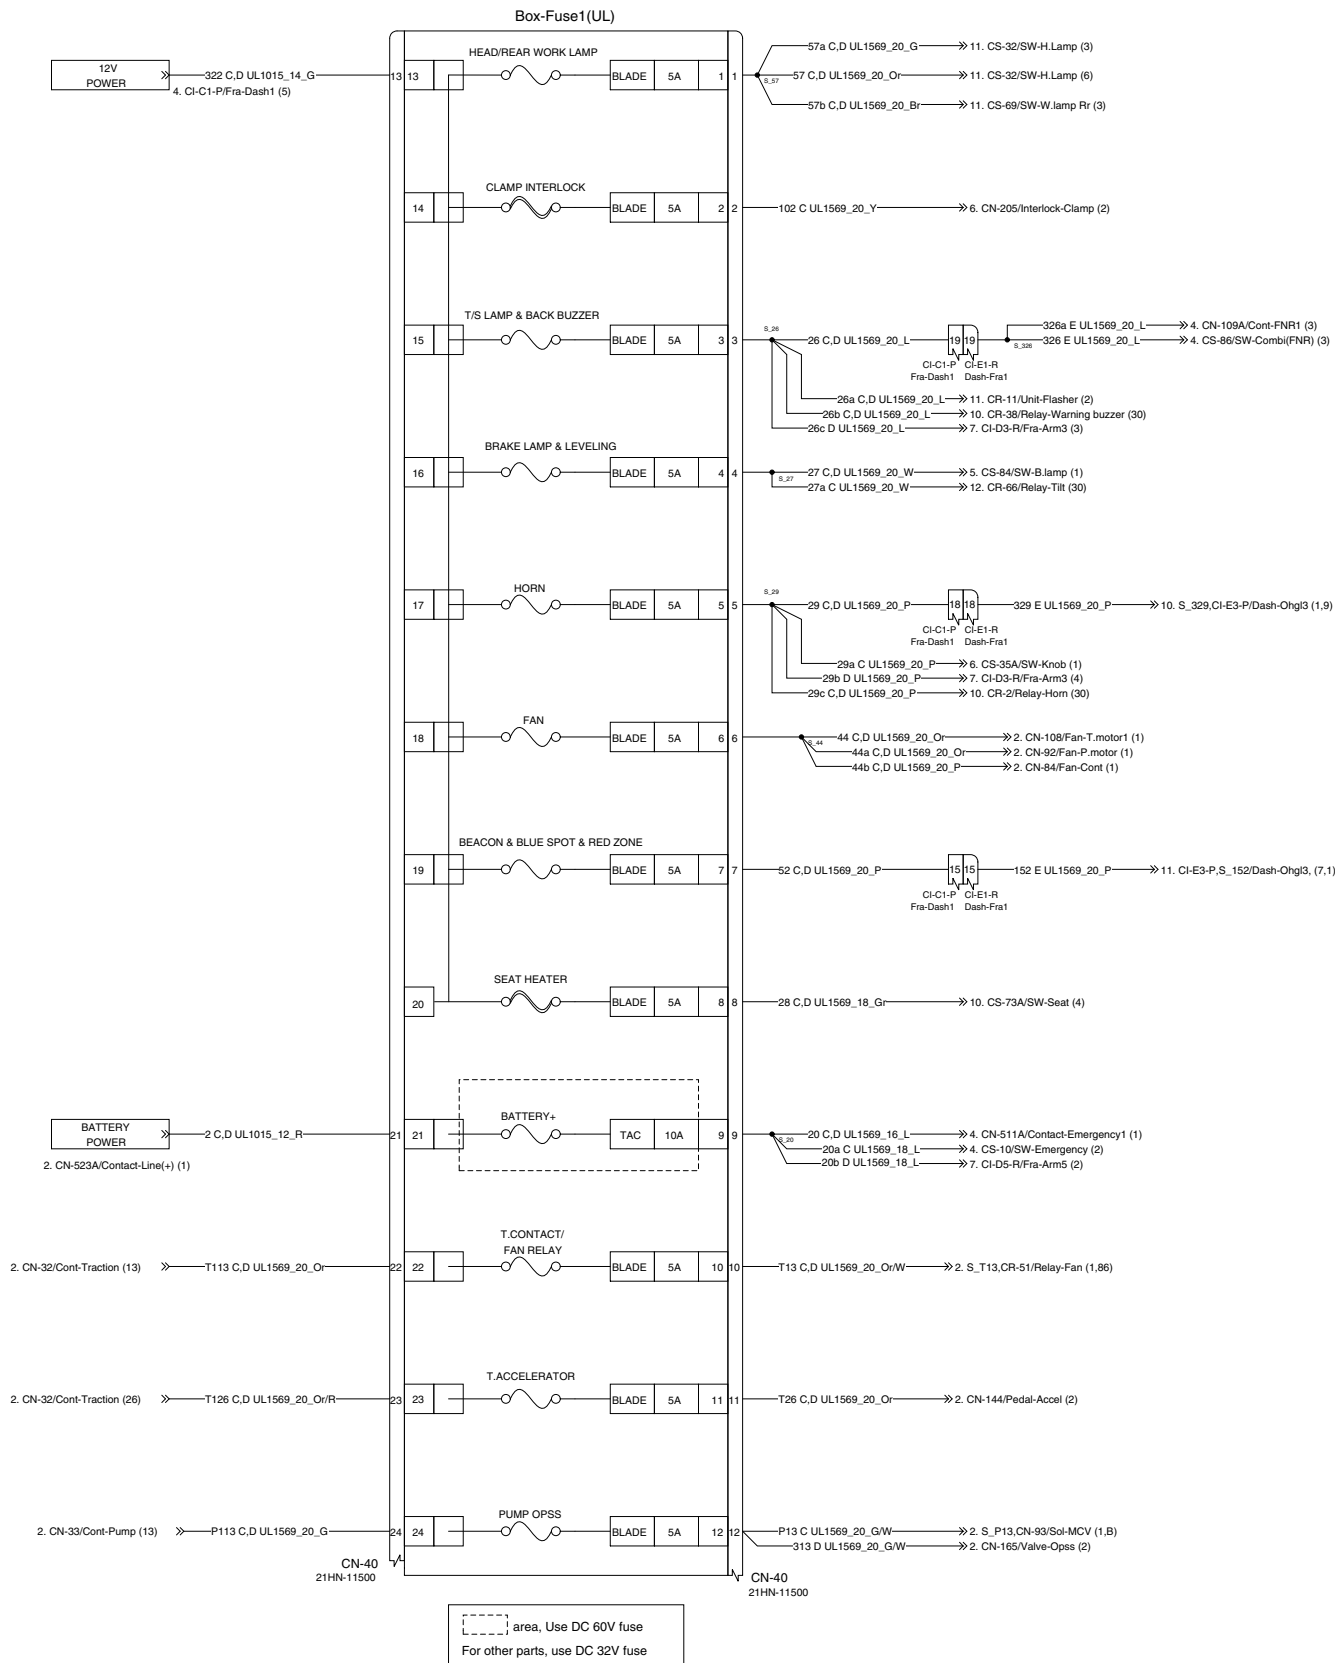 Box-Fuse1(UL)
HEAD/REAR WORK LAMP
12V
POWER
322 C,D UL1015_14_G
4. CI-C1-P/Fra-Dash1 (5)
13 13 BLADE 5A 1 1
57a C,D UL1569_20_G 11. CS-32/SW-H.Lamp (3)
57 C,D UL1569_20_Or 11. CS-32/SW-H.Lamp (6)
S_57
57b C,D UL1569_20_Br 11. CS-69/SW-W.lamp Rr (3)
CLAMP INTERLOCK
14 BLADE 5A 2 2 102 C UL1569_20_Y 6. CN-205/Interlock-Clamp (2)
T/S LAMP & BACK BUZZER
15 BLADE 5A 3 3
S_26
26 C,D UL1569_20_L 19 19
326a E UL1569_20_L 4. CN-109A/Cont-FNR1 (3)
326 E UL1569_20_L 4. CS-86/SW-Combi(FNR) (3)
S_326
CI-C1-P CI-E1-R
Fra-Dash1 Dash-Fra1
26a C,D UL1569_20_L 11. CR-11/Unit-Flasher (2)
26b C,D UL1569_20_L 10. CR-38/Relay-Warning buzzer (30)
26c D UL1569_20_L 7. CI-D3-R/Fra-Arm3 (3)
BRAKE LAMP & LEVELING
16 BLADE 5A 4 4
27 C,D UL1569_20_W 5. CS-84/SW-B.lamp (1)
S_27
27a C UL1569_20_W 12. CR-66/Relay-Tilt (30)
HORN
17 BLADE 5A 5 5
S_29
29 C,D UL1569_20_P 18 18 329 E UL1569_20_P 10. S_329,CI-E3-P/Dash-Ohgl3 (1,9)
CI-C1-P CI-E1-R
Fra-Dash1 Dash-Fra1
29a C UL1569_20_P 6. CS-35A/SW-Knob (1)
29b D UL1569_20_P 7. CI-D3-R/Fra-Arm3 (4)
29c C,D UL1569_20_P 10. CR-2/Relay-Horn (30)
FAN
18 BLADE 5A 6 6
44 C,D UL1569_20_Or 2. CN-108/Fan-T.motor1 (1)
S_44
44a C,D UL1569_20_Or 2. CN-92/Fan-P.motor (1)
44b C,D UL1569_20_P 2. CN-84/Fan-Cont (1)
BEACON & BLUE SPOT & RED ZONE
19 BLADE 5A 7 7 52 C,D UL1569_20_P 15 15 152 E UL1569_20_P 11. CI-E3-P,S_152/Dash-Ohgl3, (7,1)
CI-C1-P CI-E1-R
Fra-Dash1 Dash-Fra1
SEAT HEATER
20 BLADE 5A 8 8 28 C,D UL1569_18_Gr 10. CS-73A/SW-Seat (4)
BATTERY+
BATTERY
POWER
2 C,D UL1015_12_R
2. CN-523A/Contact-Line(+) (1)
21 21 TAC 10A 9 9
20 C,D UL1569_16_L 4. CN-511A/Contact-Emergency1 (1)
S_20
20a C UL1569_18_L 4. CS-10/SW-Emergency (2)
20b D UL1569_18_L 7. CI-D5-R/Fra-Arm5 (2)
T.CONTACT/
FAN RELAY
2. CN-32/Cont-Traction (13) T113 C,D UL1569_20_Or 22 22 BLADE 5A 10 10 T13 C,D UL1569_20_Or/W 2. S_T13,CR-51/Relay-Fan (1,86)
T.ACCELERATOR
2. CN-32/Cont-Traction (26) T126 C,D UL1569_20_Or/R 23 23 BLADE 5A 11 11 T26 C,D UL1569_20_Or 2. CN-144/Pedal-Accel (2)
PUMP OPSS
2. CN-33/Cont-Pump (13) P113 C,D UL1569_20_G 24 24 BLADE 5A 12 12 P13 C UL1569_20_G/W 2. S_P13,CN-93/Sol-MCV (1,B)
313 D UL1569_20_G/W 2. CN-165/Valve-Opss (2)
CN-40
21HN-11500
CN-40
21HN-11500
area, Use DC 60V fuse
For other parts, use DC 32V fuse